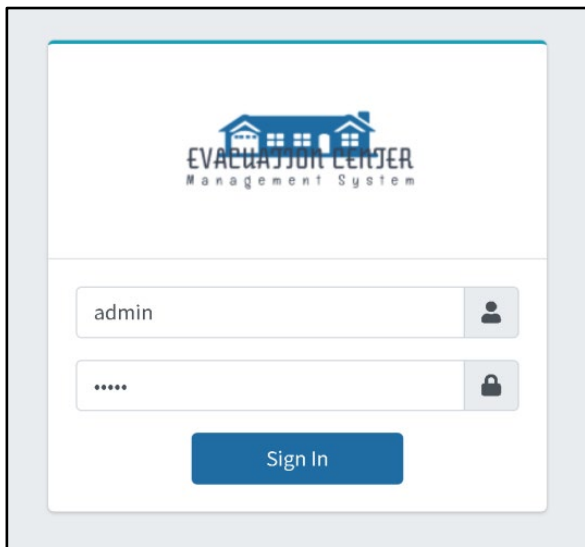 EVACUATION CENTER
Management System
admin
•••••
Sign In